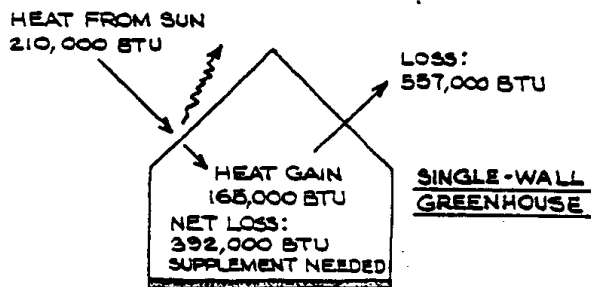 HEAT FROM SUN
210,000 BTU
LOSS:
557,000 BTU
HEAT GAIN
168,000 BTU
NET LOSS:
392,000 BTU
SUPPLEMENT NEEDED
SINGLE-WALL
GREENHOUSE